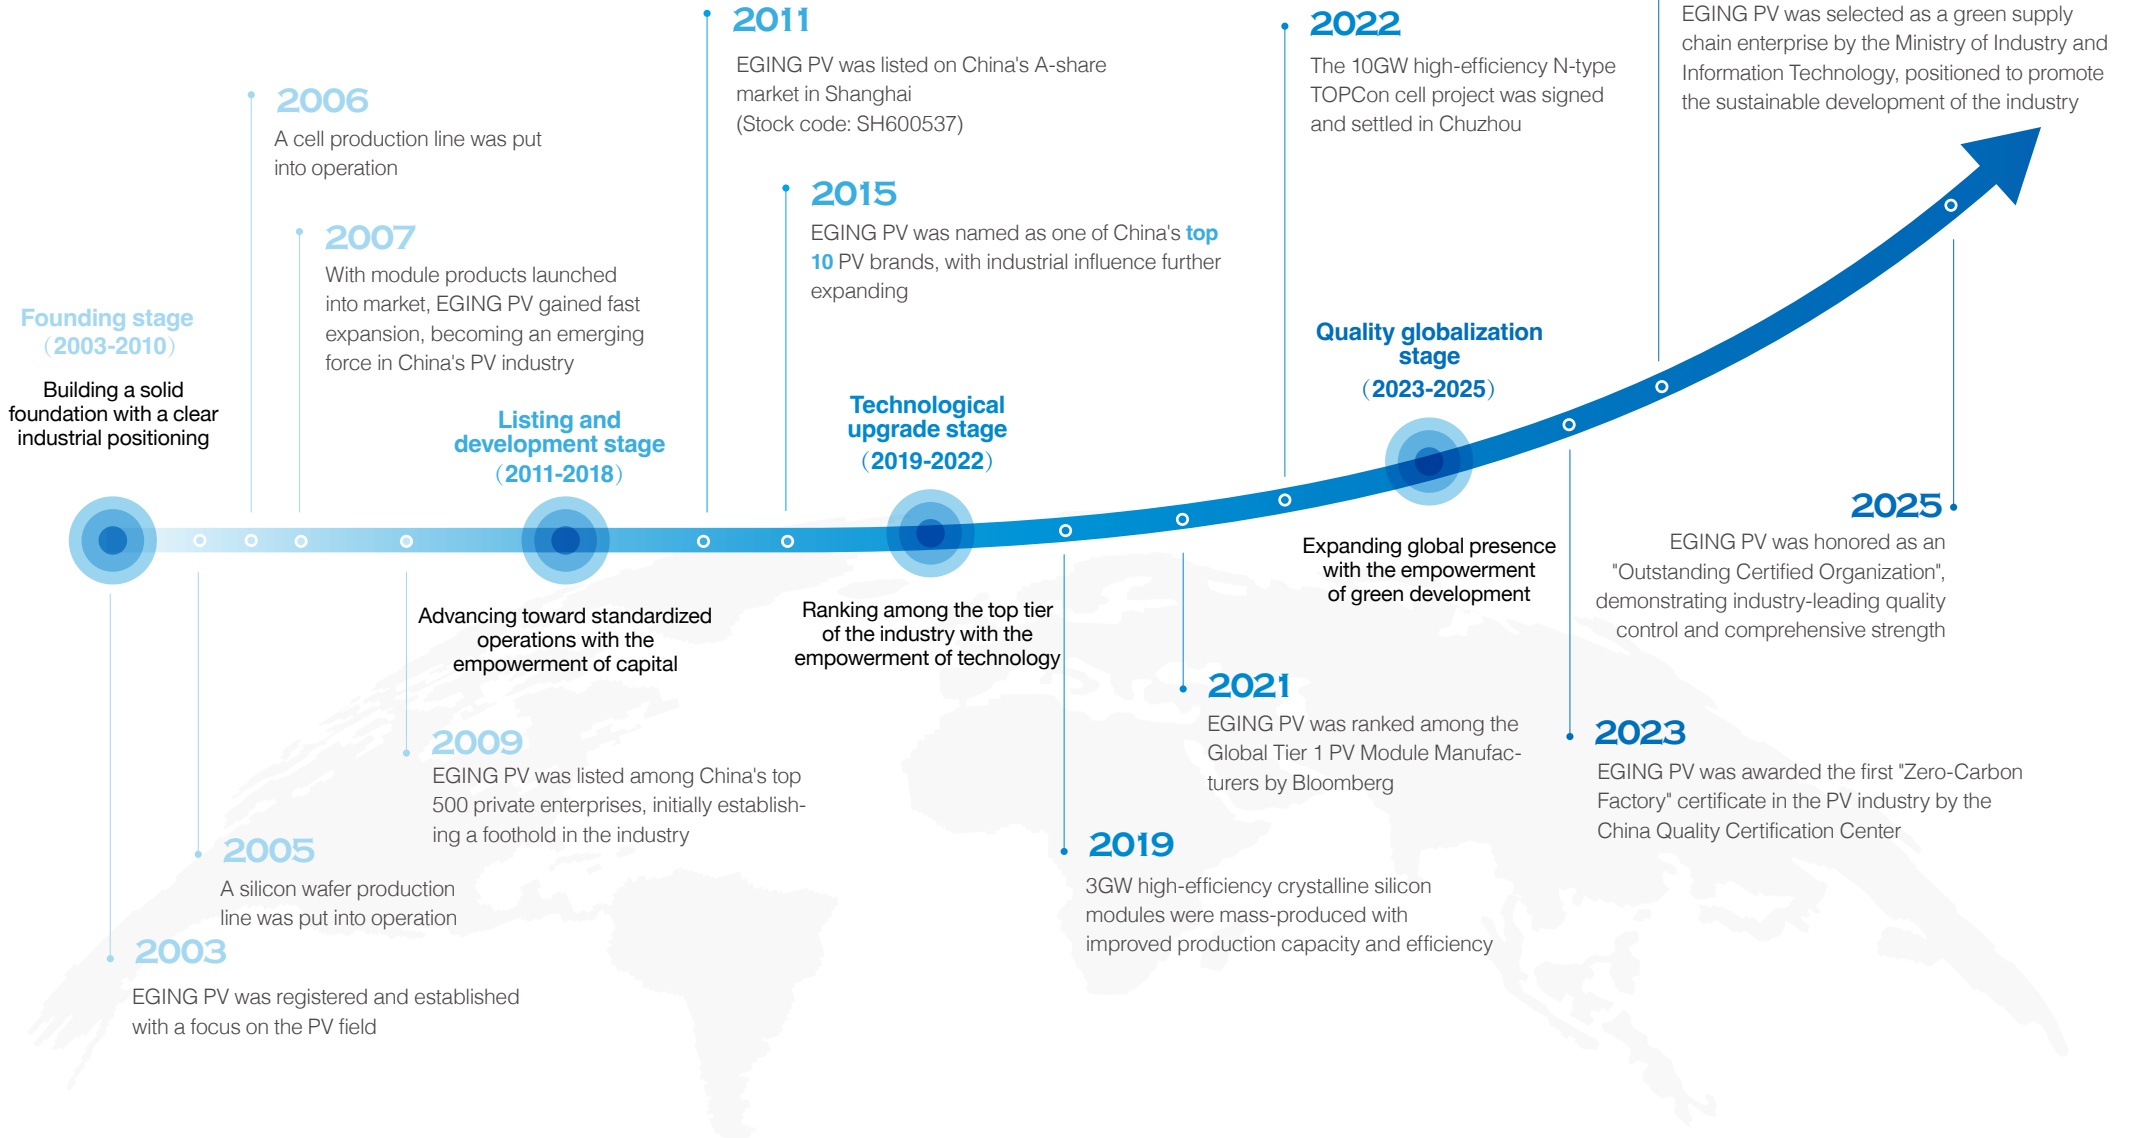 Founding stage
（2003-2010）
Building a solid
foundation with a clear
industrial positioning
2003
EGING PV was registered and established
with a focus on the PV field
2005
A silicon wafer production
line was put into operation
2006
A cell production line was put
into operation
2007
With module products launched
into market, EGING PV gained fast
expansion, becoming an emerging
force in China's PV industry
2009
EGING PV was listed among China's top
500 private enterprises, initially establish-
ing a foothold in the industry
Listing and
development stage
（2011-2018）
Advancing toward standardized
operations with the
empowerment of capital
2011
EGING PV was listed on China's A-share
market in Shanghai
(Stock code: SH600537)
2015
EGING PV was named as one of China's top
10 PV brands, with industrial influence further
expanding
Technological
upgrade stage
（2019-2022）
Ranking among the top tier
of the industry with the
empowerment of technology
2019
3GW high-efficiency crystalline silicon
modules were mass-produced with
improved production capacity and efficiency
2021
EGING PV was ranked among the
Global Tier 1 PV Module Manufac-
turers by Bloomberg
2022
The 10GW high-efficiency N-type
TOPCon cell project was signed
and settled in Chuzhou
Quality globalization
stage
（2023-2025）
Expanding global presence
with the empowerment
of green development
2023
EGING PV was awarded the first "Zero-Carbon
Factory" certificate in the PV industry by the
China Quality Certification Center
EGING PV was selected as a green supply
chain enterprise by the Ministry of Industry and
Information Technology, positioned to promote
the sustainable development of the industry
2025
EGING PV was honored as an
"Outstanding Certified Organization",
demonstrating industry-leading quality
control and comprehensive strength